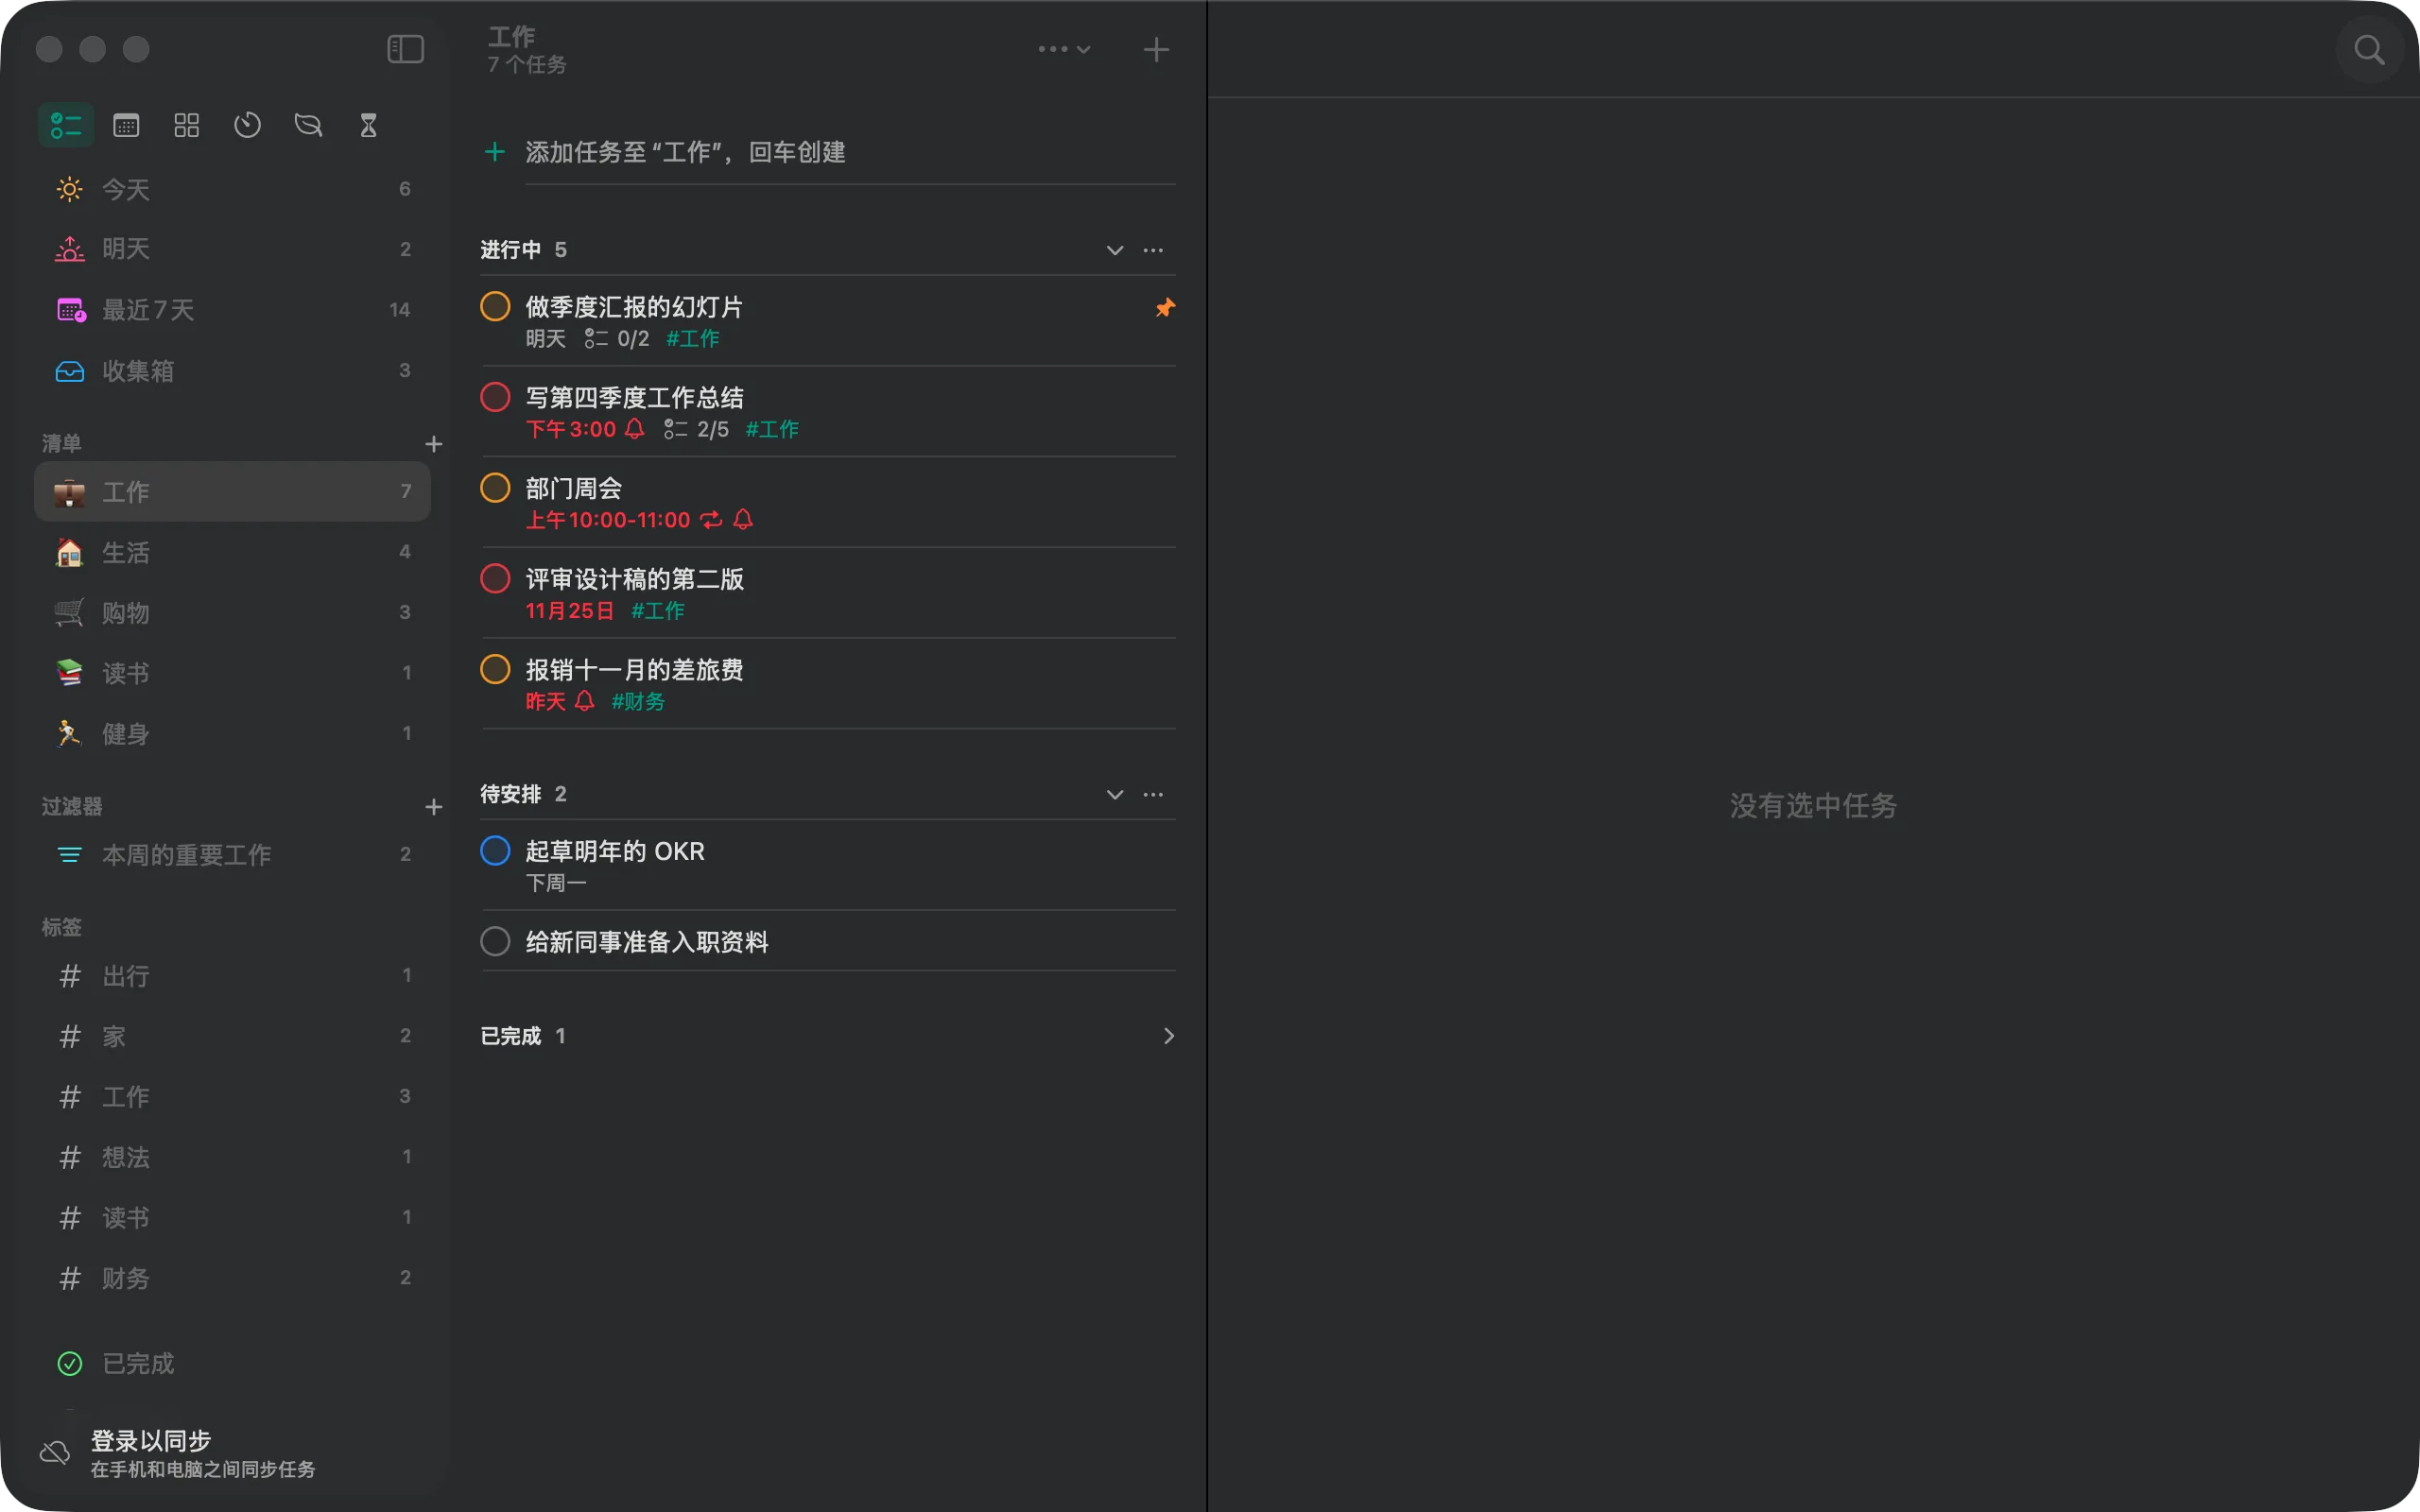 今天 6
明天 2
最近 7 天 14
收集箱 3
清单
工作 7
生活 4
购物 3
读书 1
健身 1
过滤器
本周的重要工作 2
标签
# 出行 1
# 家 2
# 工作 3
# 想法 1
# 读书 1
# 财务 2
已完成
登录以同步
在手机和电脑之间同步任务
工作
7 个任务
添加任务至 “工作”，回车创建
进行中 5
做季度汇报的幻灯片
明天 0/2 #工作
写第四季度工作总结
下午 3:00 2/5 #工作
部门周会
上午 10:00-11:00
评审设计稿的第二版
11月25日 #工作
报销十一月的差旅费
昨天 #财务
待安排 2
起草明年的 OKR
下周一
给新同事准备入职资料
已完成 1
没有选中任务